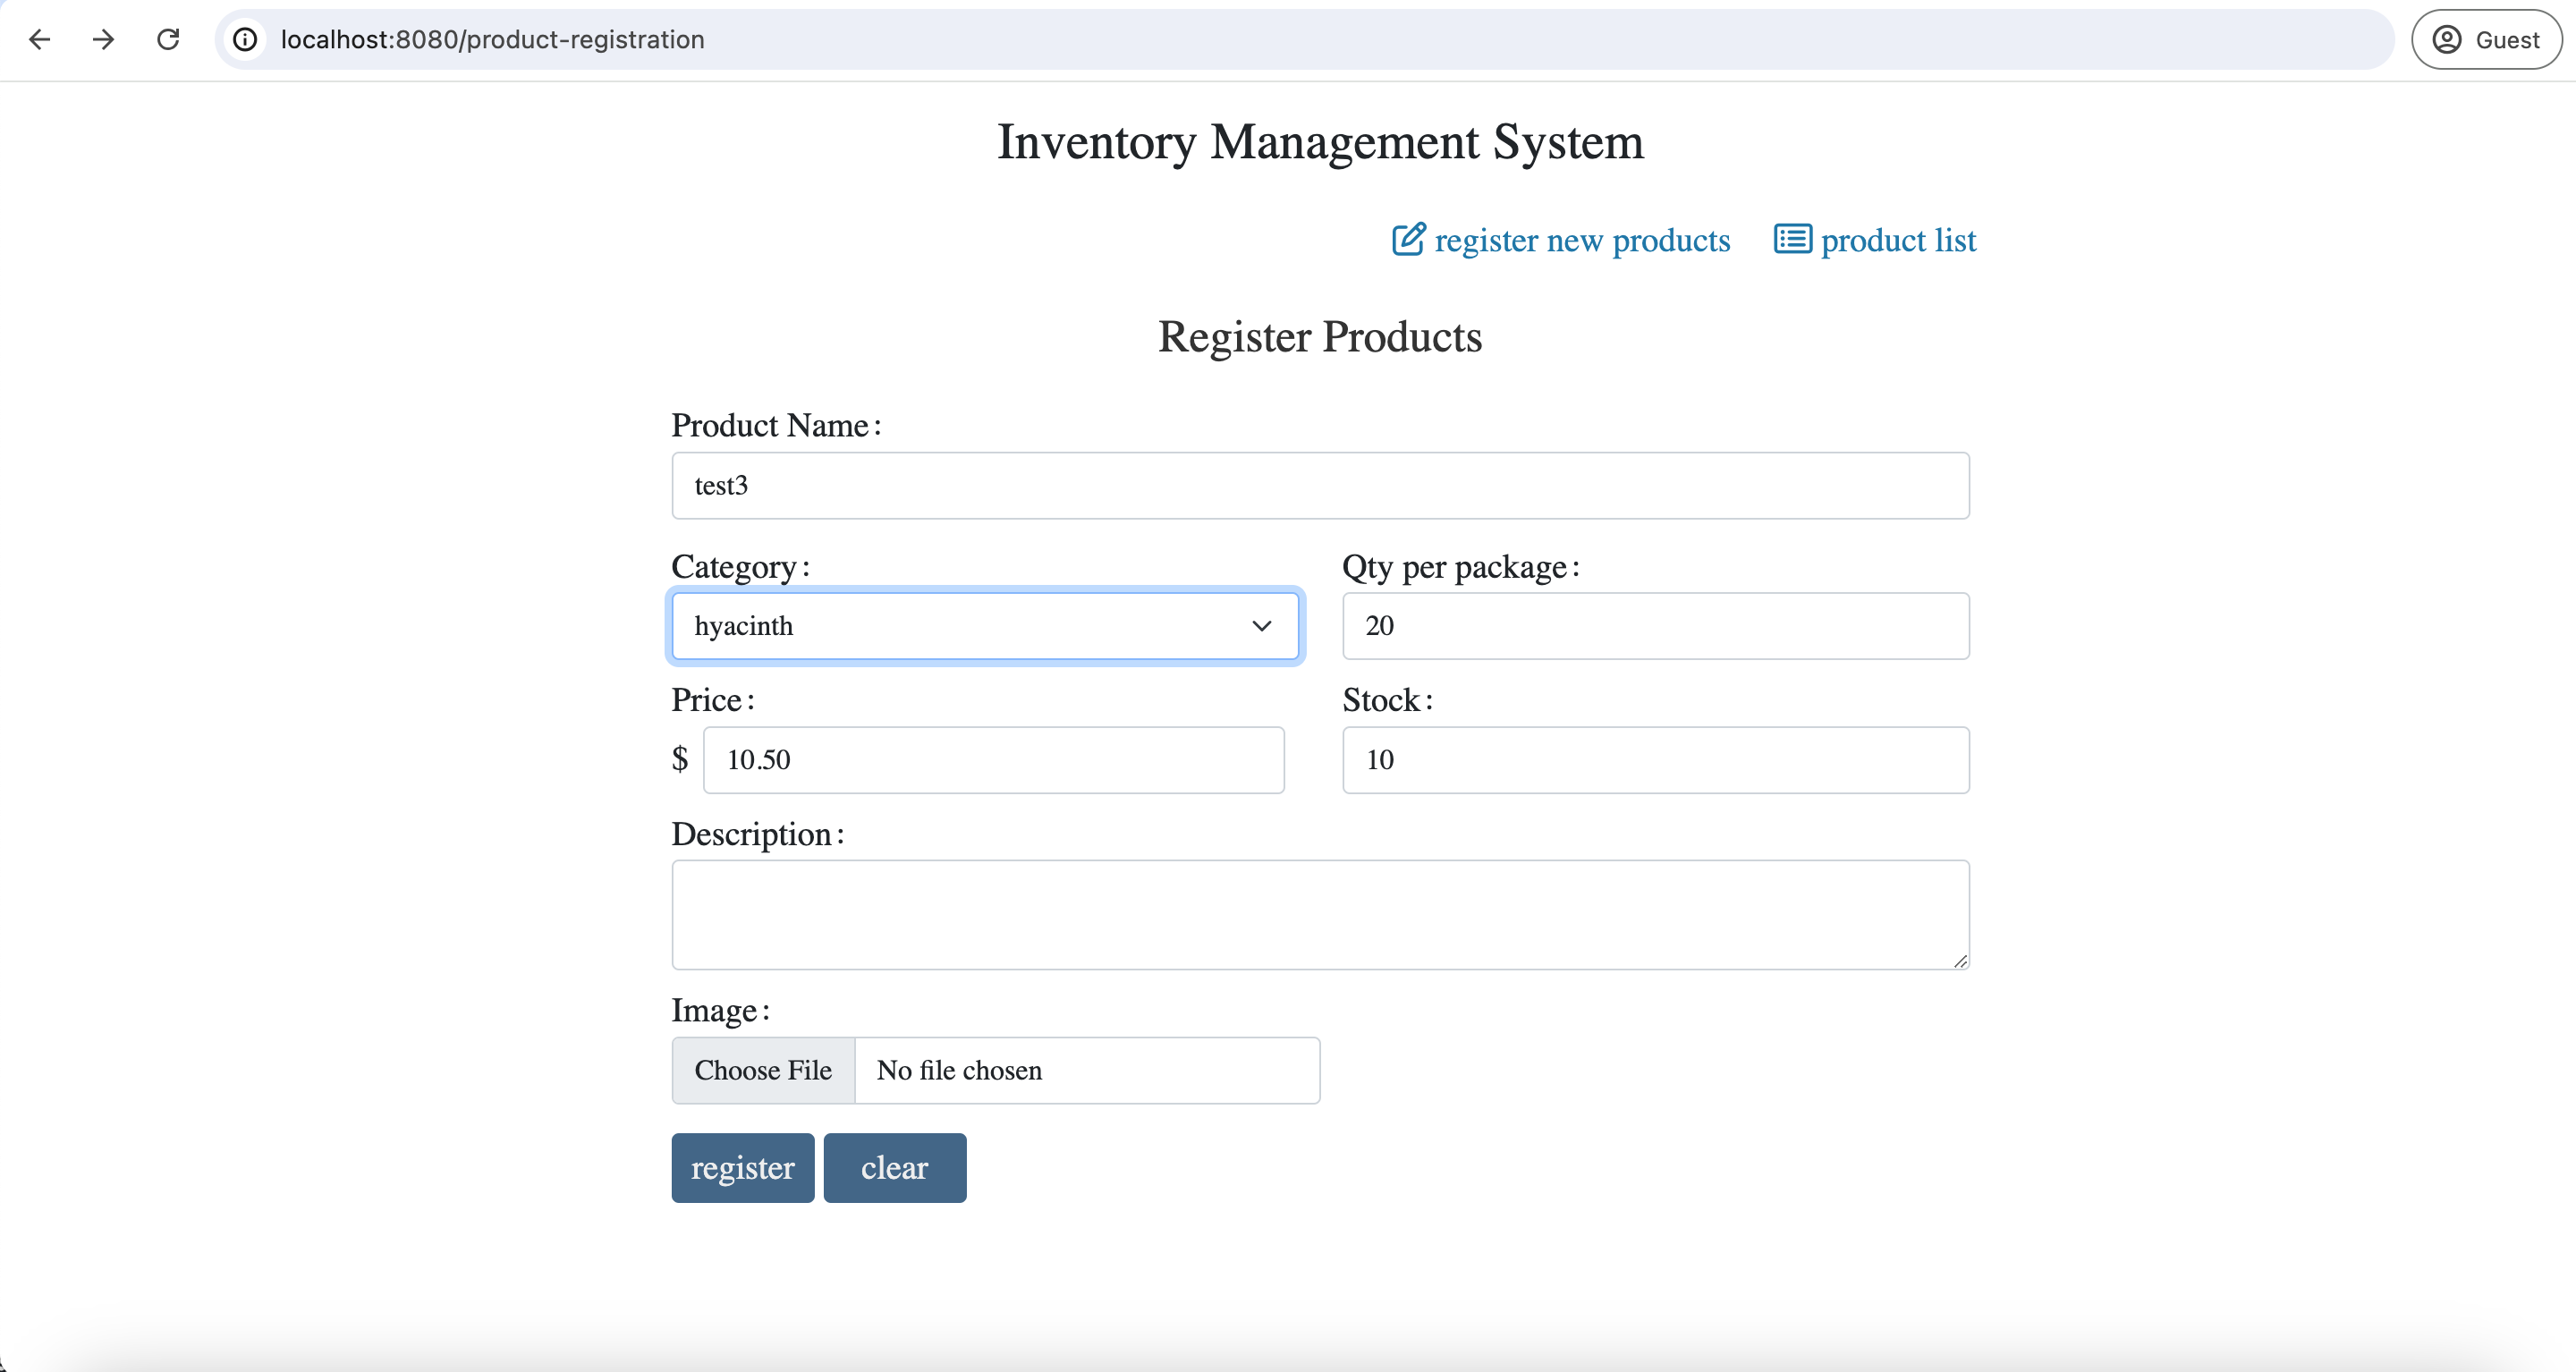 localhost:8080/product-registration
Guest
Inventory Management System
register new products product list
Register Products
Product Name :
test3
Category : Qty per package :
hyacinth 20
Price : Stock :
$ 10.50 10
Description :
Image :
Choose File No file chosen
register clear